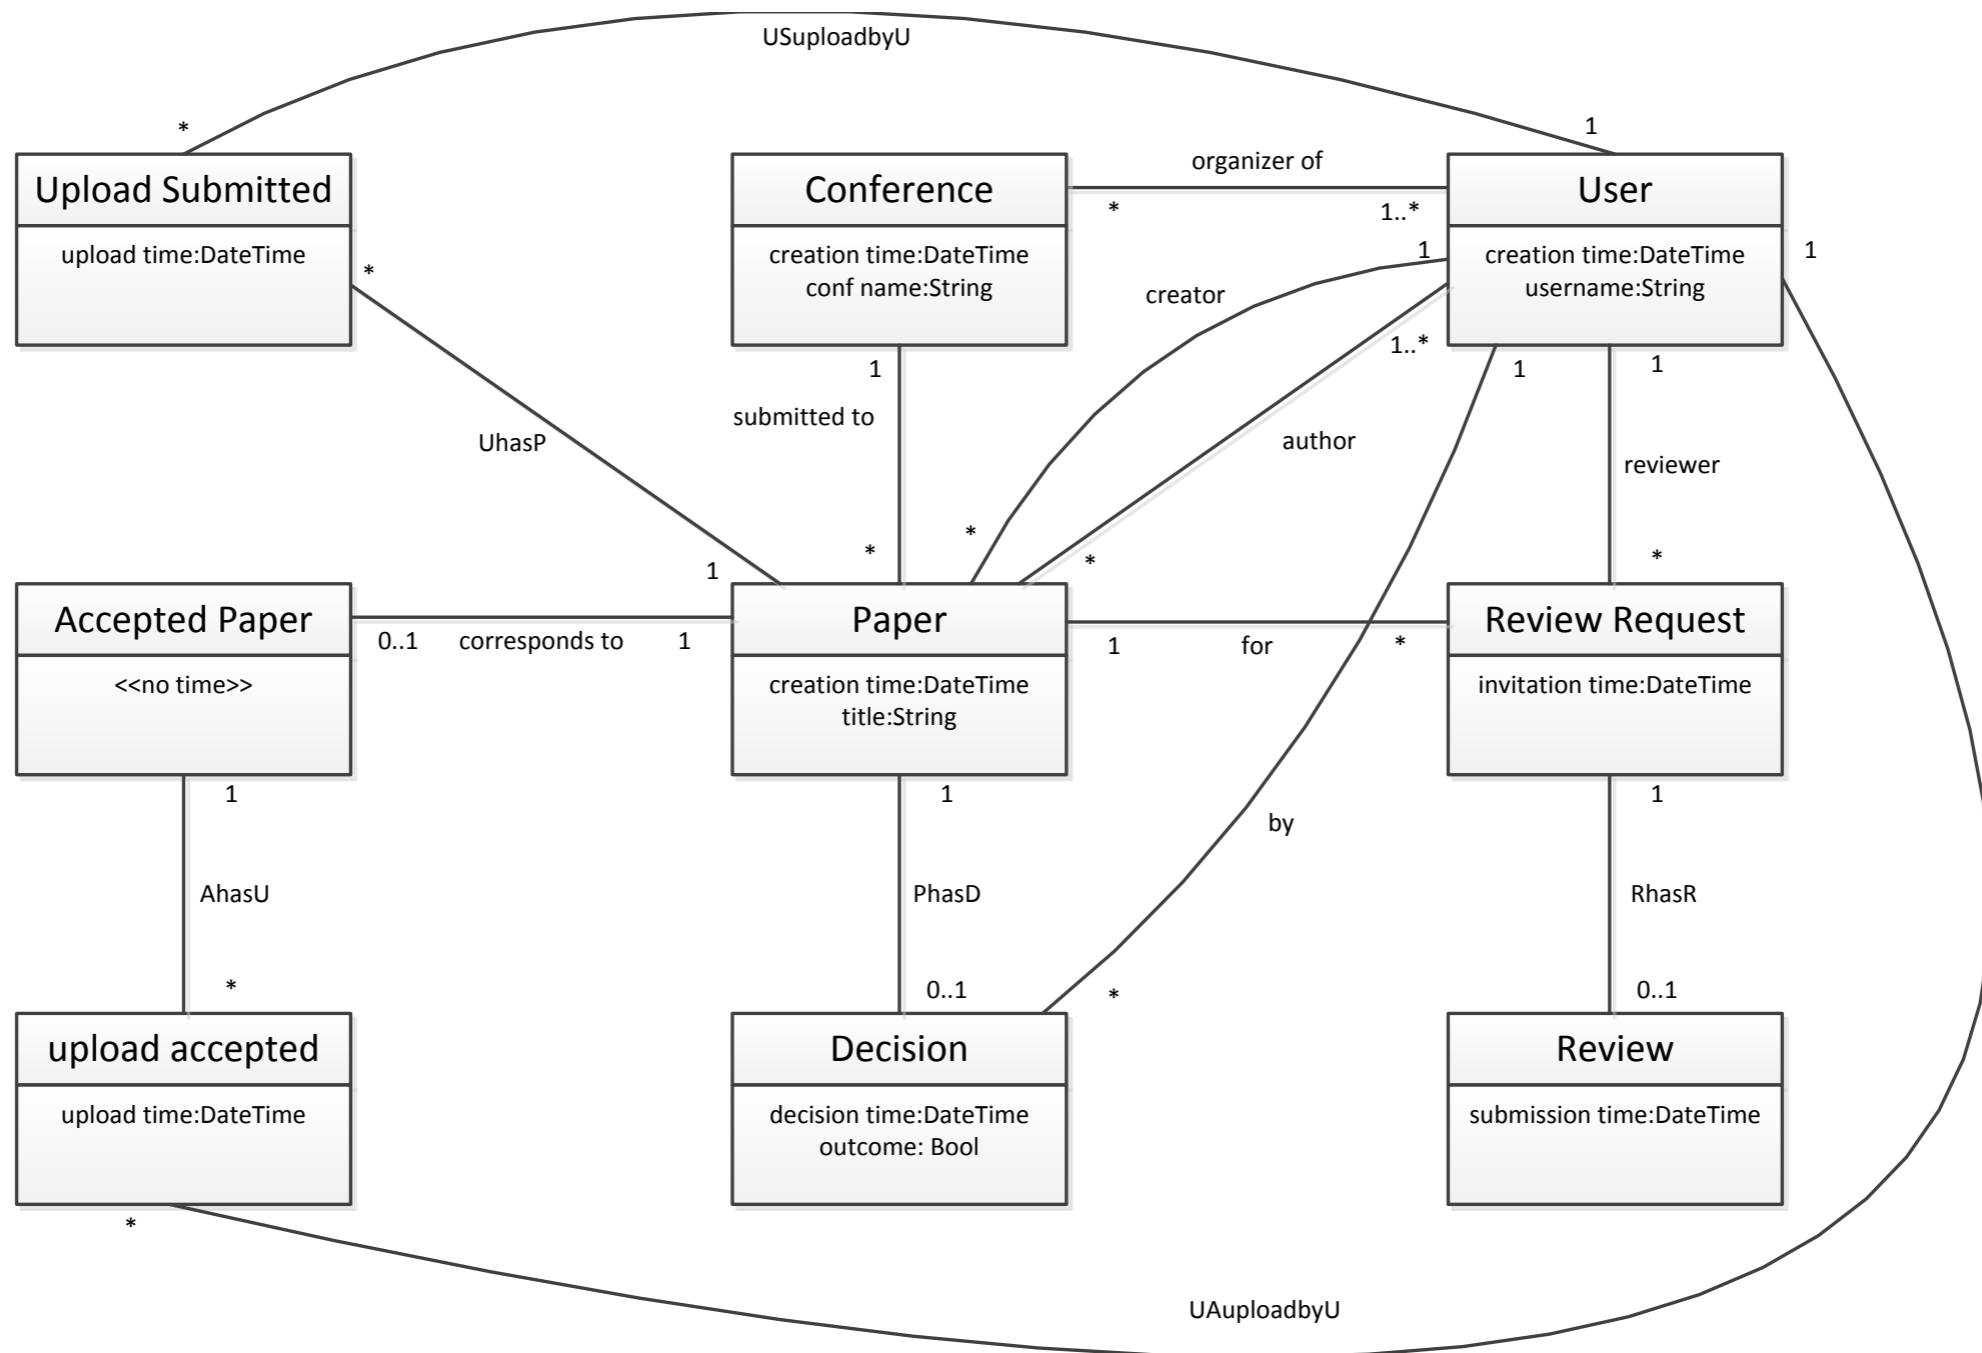 USuploadbyU
*
1
Upload Submitted
upload time:DateTime
*
Conference
creation time:DateTime
conf name:String
organizer of
*
1..*
User
creation time:DateTime
username:String
1
1
creator
1..*
1
1
1
submitted to
UhasP
author
reviewer
*
*
*
*
1
Accepted Paper
<<no time>>
0..1
corresponds to
1
Paper
creation time:DateTime
title:String
1
for
*
Review Request
invitation time:DateTime
1
1
1
by
AhasU
PhasD
RhasR
*
0..1
*
0..1
upload accepted
upload time:DateTime
Decision
decision time:DateTime
outcome: Bool
Review
submission time:DateTime
*
UAuploadbyU